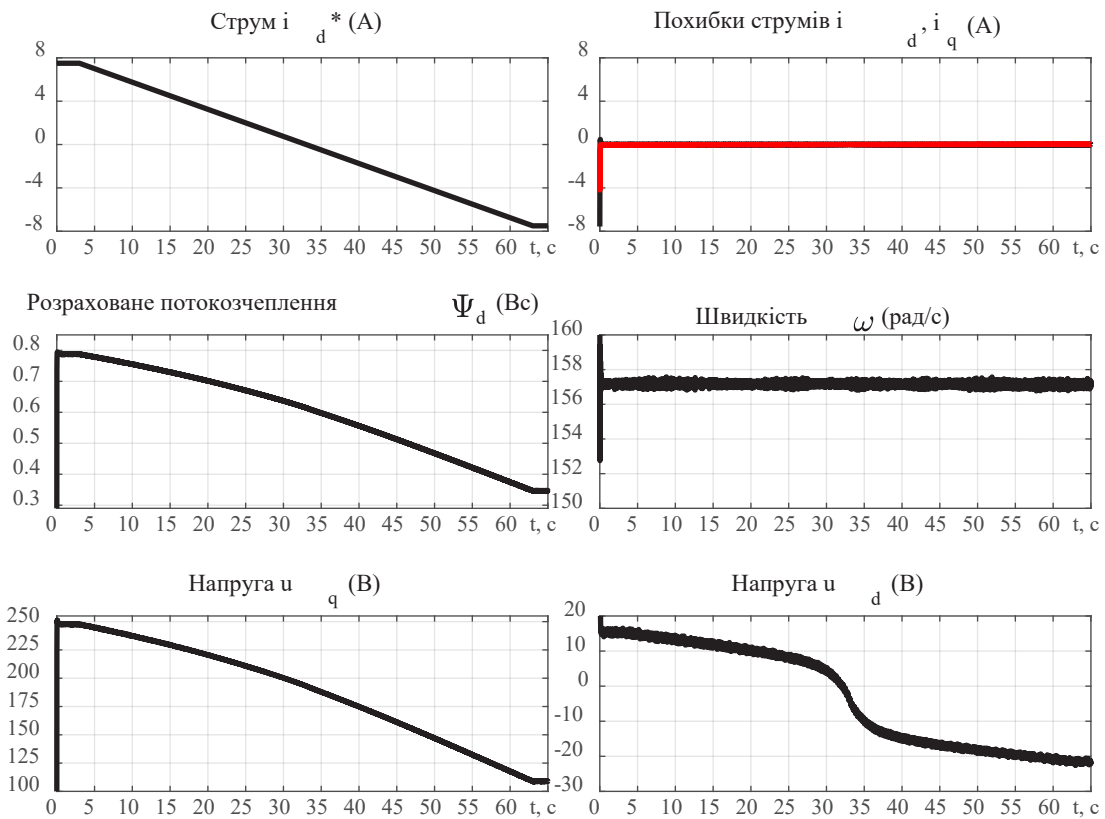 Струм i d * (А)
8
4
0
-4
-8
0 5 10 15 20 25 30 35 40 45 50 55 60 t, с
Похибки струмів i d , i q (А)
8
4
0
-4
-8
0 5 10 15 20 25 30 35 40 45 50 55 60 t, с
Розраховане потокозчеплення Ψ d (Вс)
0.8
0.7
0.6
0.5
0.4
0.3
0 5 10 15 20 25 30 35 40 45 50 55 60 t, с
Швидкість ω (рад/с)
160
158
156
154
152
150
0 5 10 15 20 25 30 35 40 45 50 55 60 t, с
Напруга u q (В)
250
225
200
175
150
125
100
0 5 10 15 20 25 30 35 40 45 50 55 60 t, с
Напруга u d (В)
20
10
0
-10
-20
-30
0 5 10 15 20 25 30 35 40 45 50 55 60 t, с